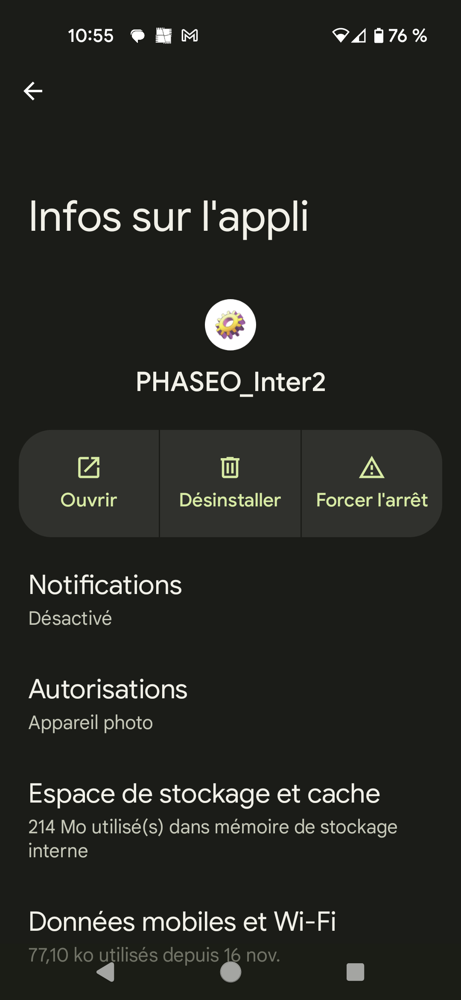 10:55
76 %
Infos sur l'appli
PHASEO_Inter2
Ouvrir
Désinstaller
Forcer l'arrêt
Notifications
Désactivé
Autorisations
Appareil photo
Espace de stockage et cache
214 Mo utilisé(s) dans mémoire de stockage
interne
Données mobiles et Wi-Fi
77,10 ko utilisés depuis 16 nov.